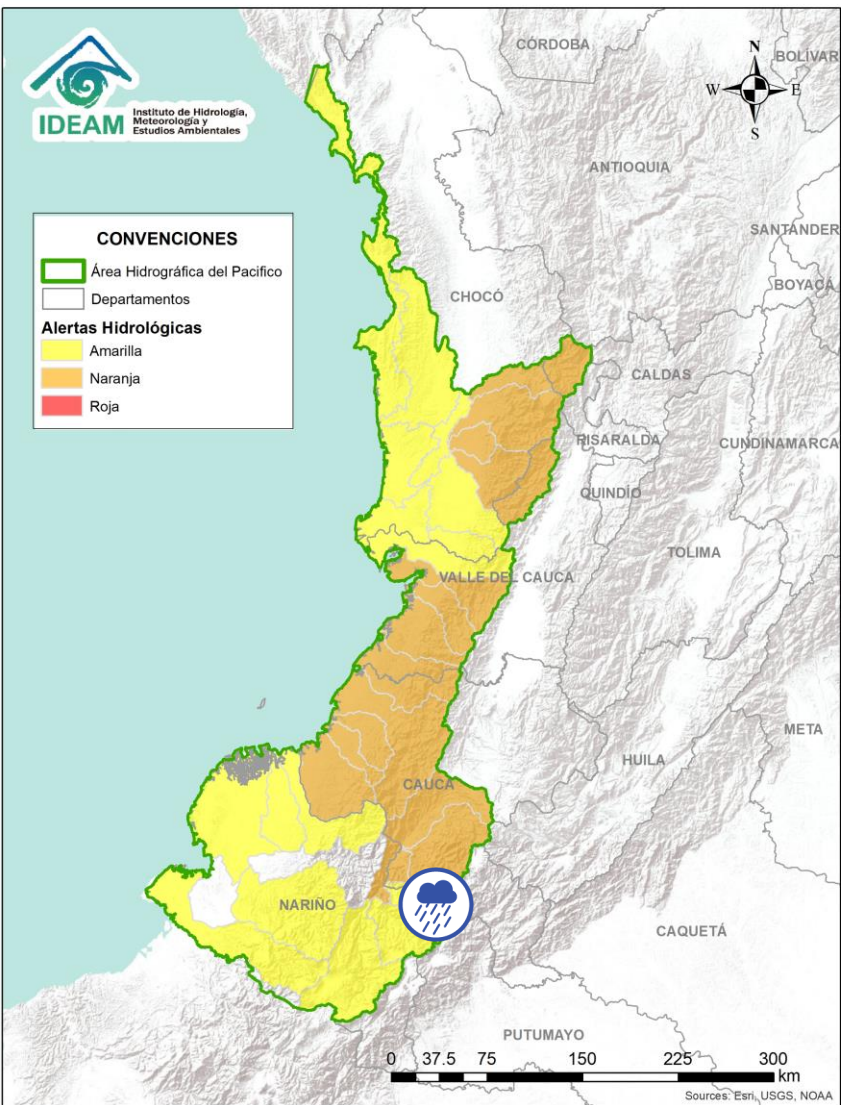 IDEAM
Instituto de Hidrología,
Meteorología y
Estudios Ambientales
CÓRDOBA
N
BOLÍVAR
W
E
S
ANTIOQUIA
SANTANDER
CONVENCIONES
Área Hidrográfica del Pacifico
Departamentos
Alertas Hidrológicas
Amarilla
Naranja
Roja
BOYACÁ
CHOCÓ
CALDAS
RISARALDA
CUNDINAMARCA
QUINDÍO
TOLIMA
VALLE DEL CAUCA
META
HUILA
CAUCA
NARIÑO
CAQUETÁ
PUTUMAYO
0 37.5 75 150 225 300
km
Sources: Esri, USGS, NOAA